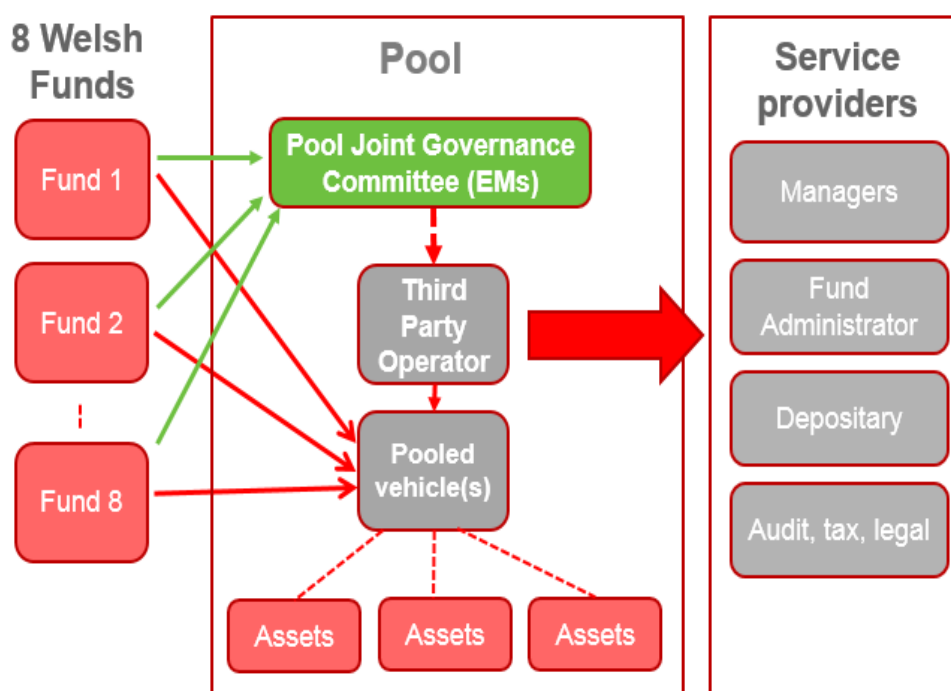 8 Welsh
Funds
Fund 1
Fund 2
Fund 8
Pool
Pool Joint Governance
Committee (EMs)
Third
Party
Operator
Pooled
vehicle(s)
Assets
Assets
Assets
Service
providers
Managers
Fund
Administrator
Depositary
Audit, tax, legal